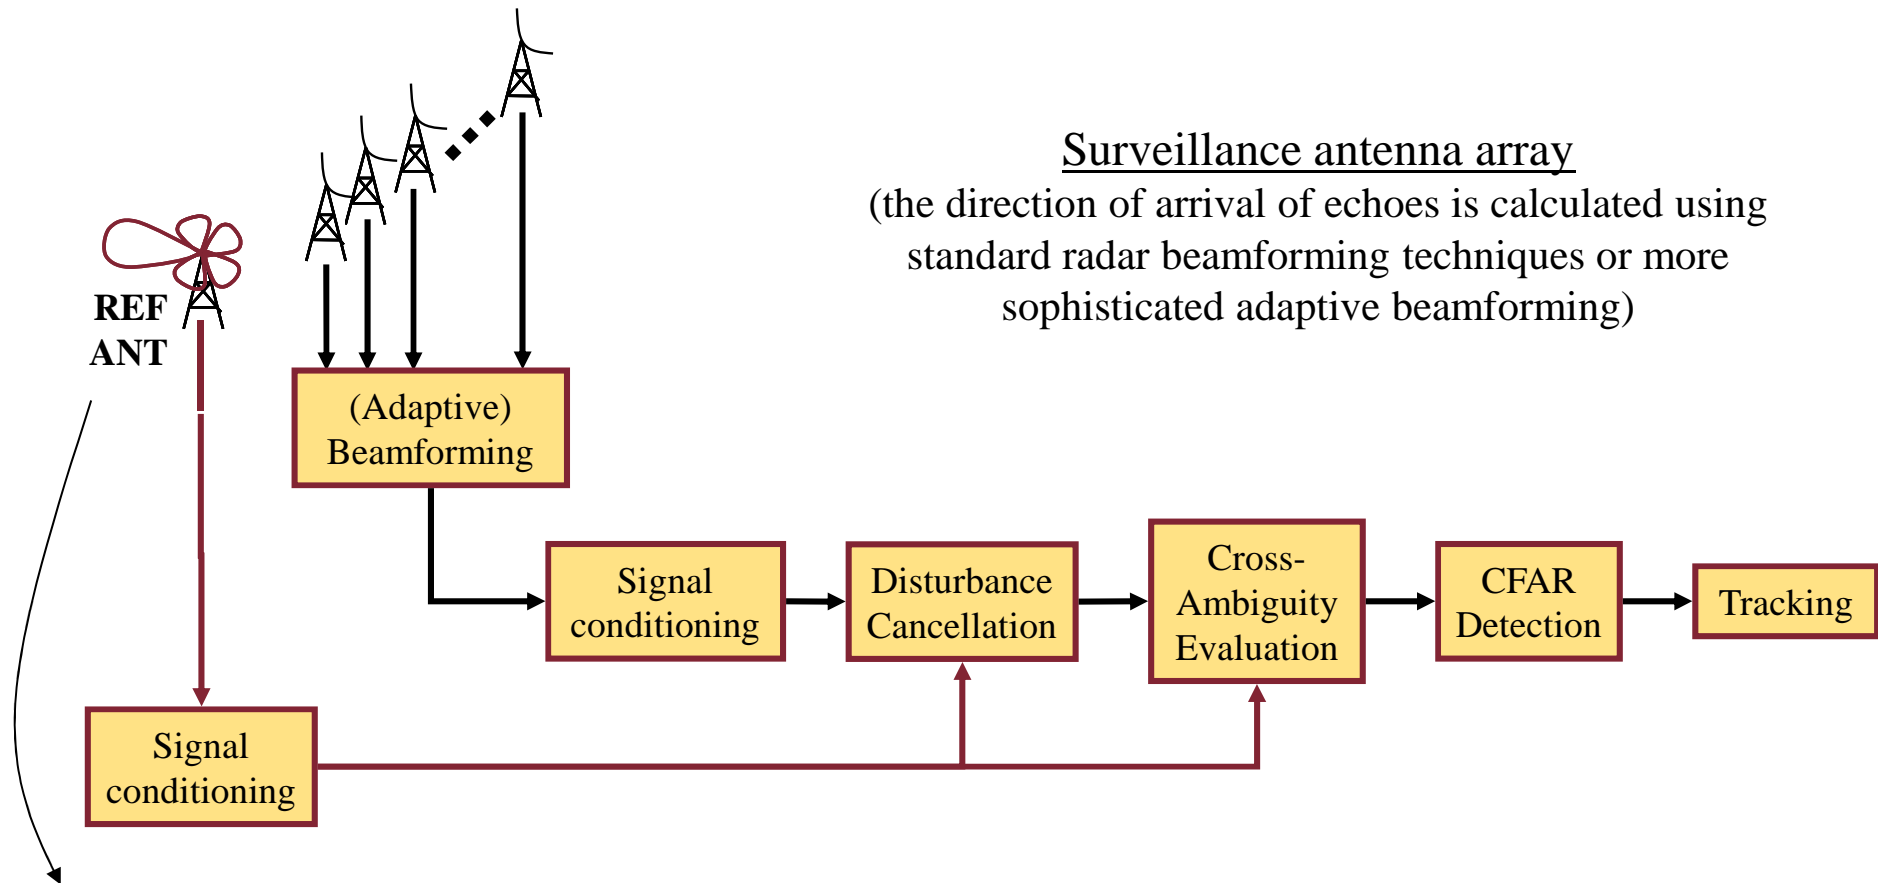 Surveillance antenna array
(the direction of arrival of echoes is calculated using
standard radar beamforming techniques or more
sophisticated adaptive beamforming)
REF
ANT
(Adaptive)
Beamforming
Signal
conditioning
Disturbance
Cancellation
Cross-
Ambiguity
Evaluation
CFAR
Detection
Tracking
Signal
conditioning